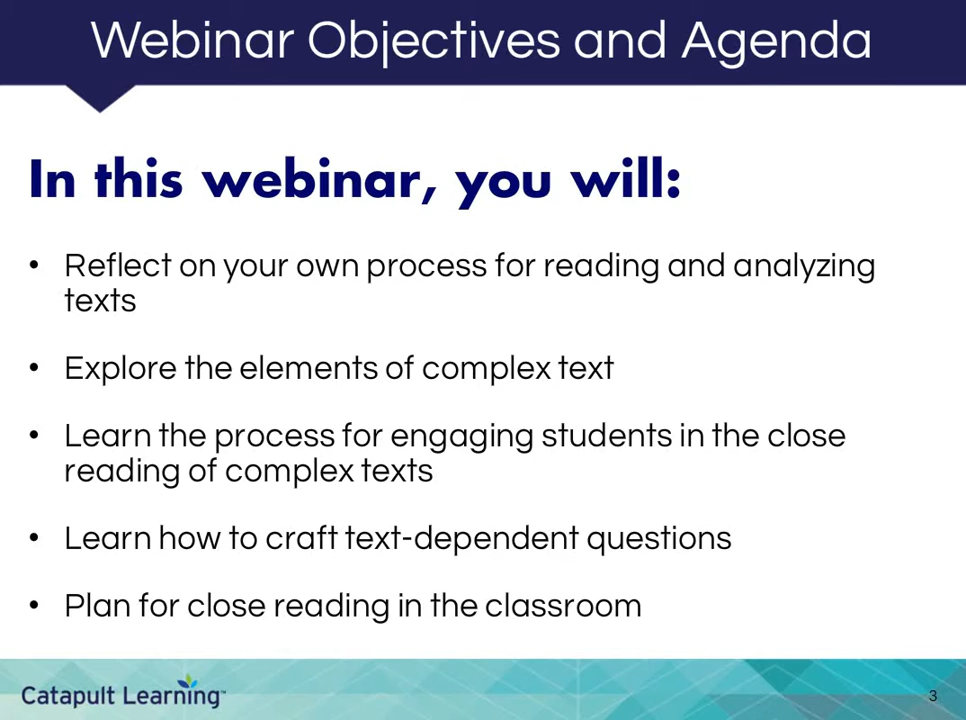 Webinar Objectives and Agenda
In this webinar, you will:
• Reflect on your own process for reading and analyzing
texts
• Explore the elements of complex text
• Learn the process for engaging students in the close
reading of complex texts
• Learn how to craft text-dependent questions
• Plan for close reading in the classroom
Catapult Learning™
3